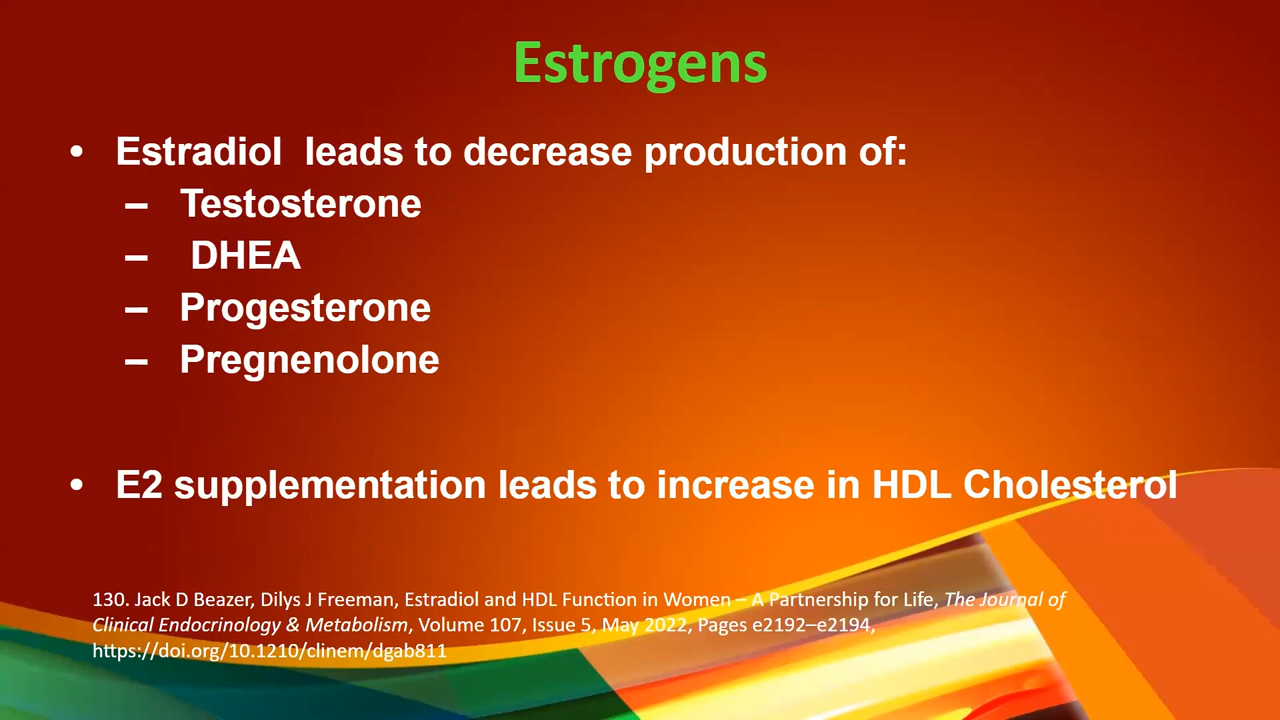 Estrogens
• Estradiol leads to decrease production of:
– Testosterone
– DHEA
– Progesterone
– Pregnenolone
• E2 supplementation leads to increase in HDL Cholesterol
130. Jack D Beazer, Dilys J Freeman, Estradiol and HDL Function in Women – A Partnership for Life, The Journal of
Clinical Endocrinology & Metabolism, Volume 107, Issue 5, May 2022, Pages e2192–e2194,
https://doi.org/10.1210/clinem/dgab811